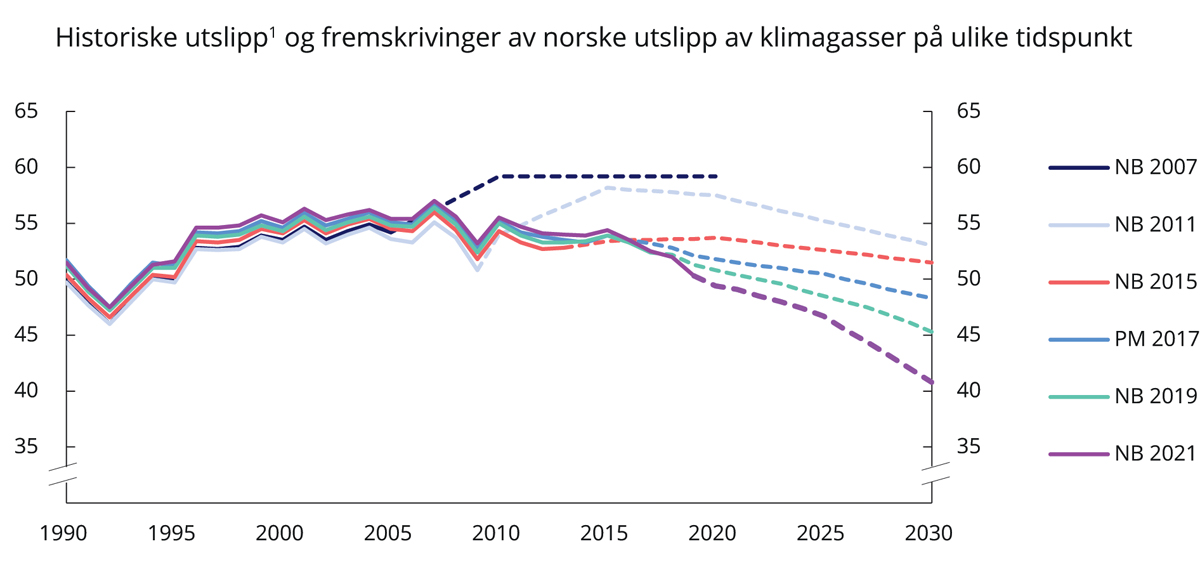 Historiske utslipp¹ og fremskrivinger av norske utslipp av klimagasser på ulike tidspunkt
65 65
60 60 NB 2007
55 55 NB 2011
50 50 NB 2015
45 45 PM 2017
40 40 NB 2019
35 35 NB 2021
1990 1995 2000 2005 2010 2015 2020 2025 2030